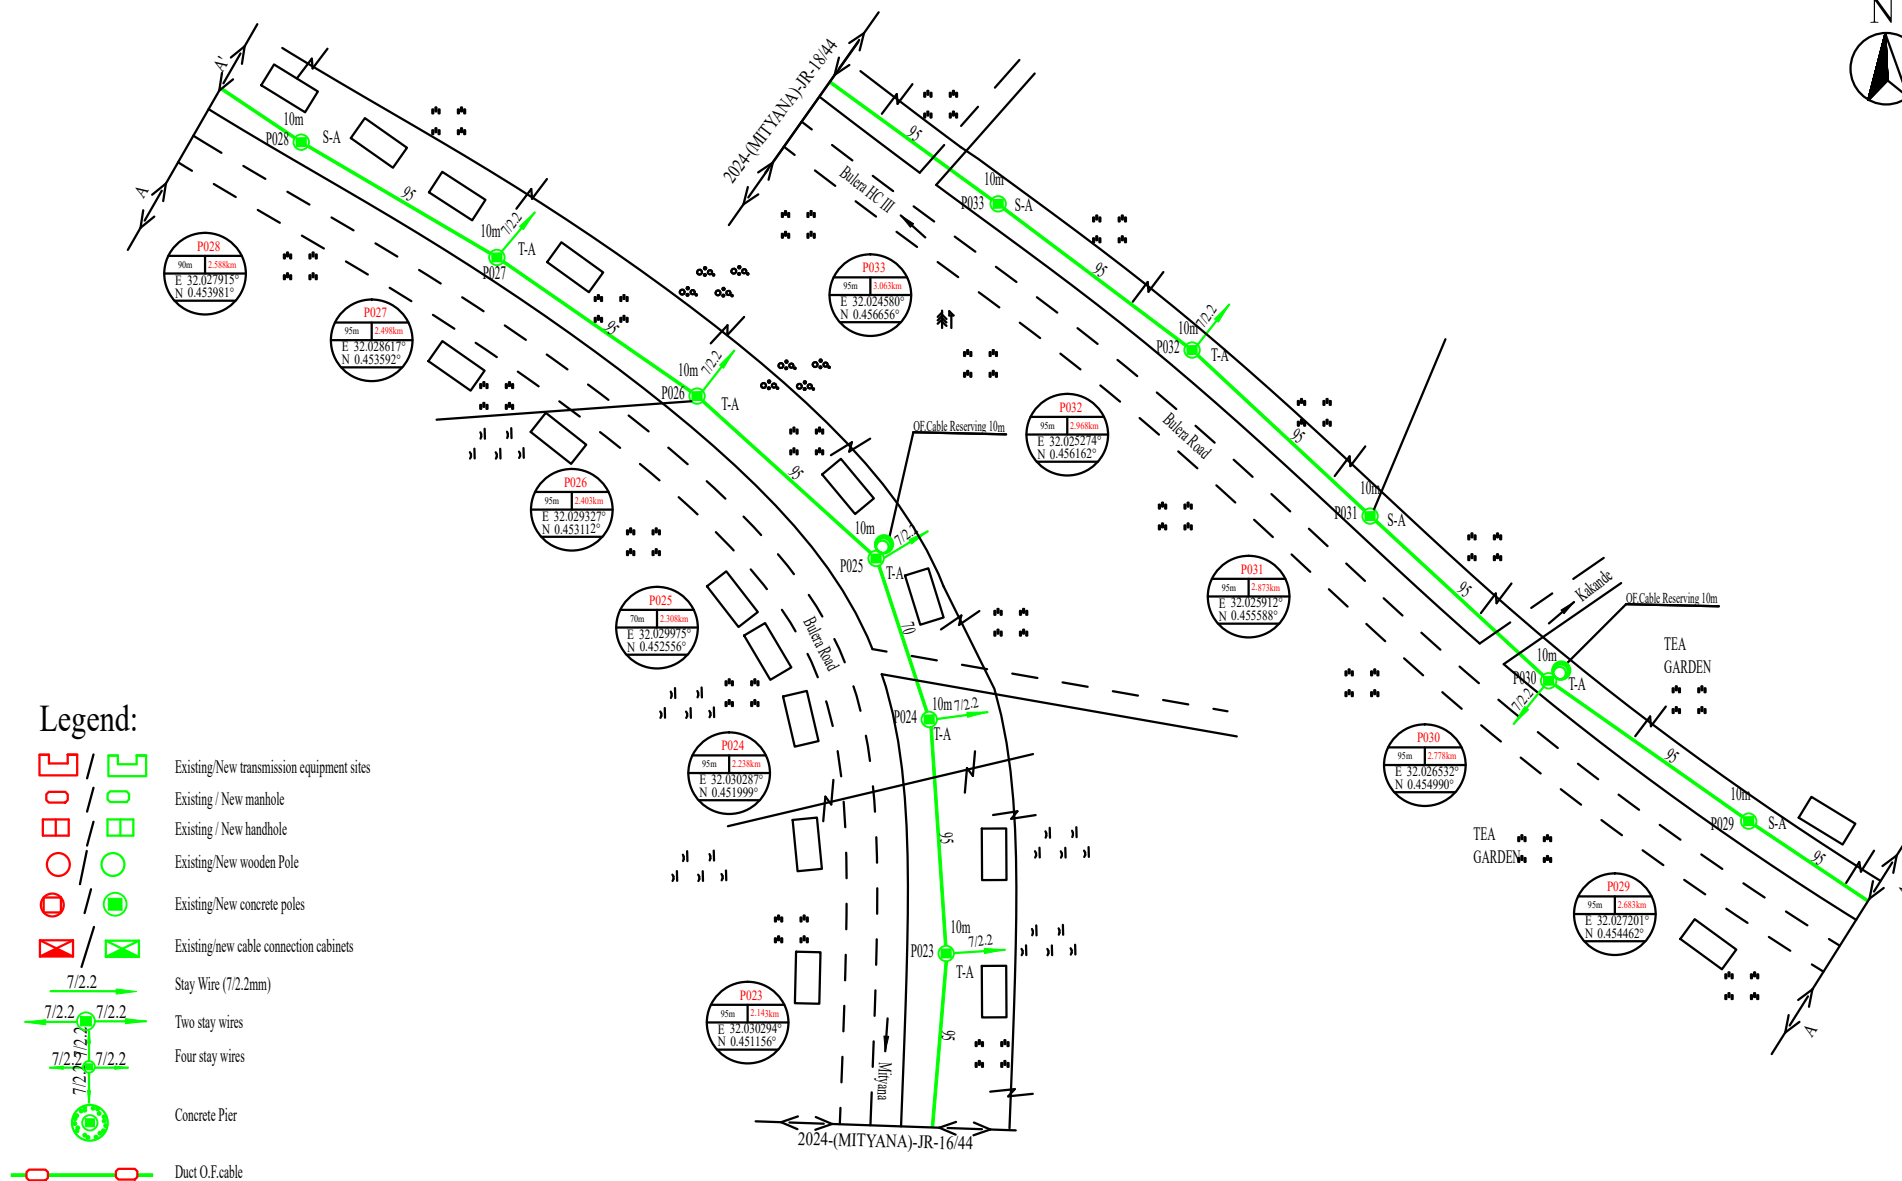 N
2024-(MITYANA)-JR-18/44
A'
A
10m
P028
S-A
95
10m
7/2.2
T-A
P027
95
10m
7/2.2
P026
T-A
95
OF.Cable Reserving 10m
10m
7/2.2
P025
T-A
70
10m
7/2.2
P024
T-A
95
10m
7/2.2
P023
T-A
95
Bulera Road
Mityana
2024-(MITYANA)-JR-16/44
95
Bulera HC III
10m
P033
S-A
95
10m
7/2.2
P032
T-A
95
Bulera Road
10m
P031
S-A
95
Kakande
OF.Cable Reserving 10m
10m
P030
T-A
7/2.2
TEA
GARDEN
95
10m
P029
S-A
95
TEA
GARDEN
A
P028
90m
2.588km
E 32.027915°
N 0.453981°
P027
95m
2.498km
E 32.028617°
N 0.453592°
P026
95m
2.403km
E 32.029327°
N 0.453112°
P025
70m
2.308km
E 32.029975°
N 0.452556°
P024
95m
2.238km
E 32.030287°
N 0.451999°
P023
95m
2.143km
E 32.030294°
N 0.451156°
P033
95m
3.063km
E 32.024580°
N 0.456656°
P032
95m
2.968km
E 32.025274°
N 0.456162°
P031
95m
2.873km
E 32.025912°
N 0.455588°
P030
95m
2.778km
E 32.026532°
N 0.454990°
P029
95m
2.683km
E 32.027201°
N 0.454462°
Legend:
Existing/New transmission equipment sites
Existing / New manhole
Existing / New handhole
Existing/New wooden Pole
Existing/New concrete poles
Existing/new cable connection cabinets
7/2.2
Stay Wire (7/2.2mm)
7/2.2
7/2.2
Two stay wires
7/2.2
7/2.2
7/2.2
7/2.2
Four stay wires
Concrete Pier
Duct O.F.cable